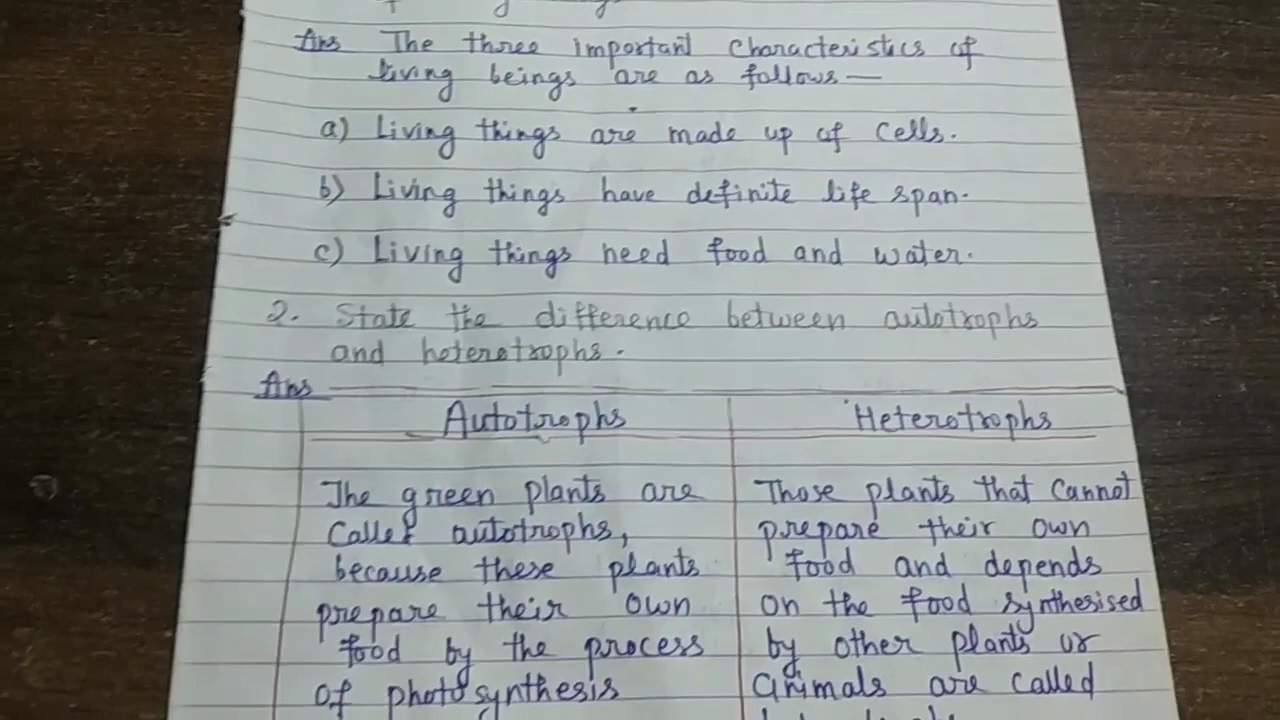 Ans The three important characteristics of
living beings are as follows —
a) Living things are made up of cells.
b) Living things have definite life span.
c) Living things need food and water.
2. State the difference between autotrophs
and heterotrophs.
Ans
Autotrophs
The green plants are
called autotrophs,
because these plants
prepare their own
food by the process
of photosynthesis
Heterotrophs
Those plants that cannot
prepare their own
food and depends
on the food synthesised
by other plants or
animals are called